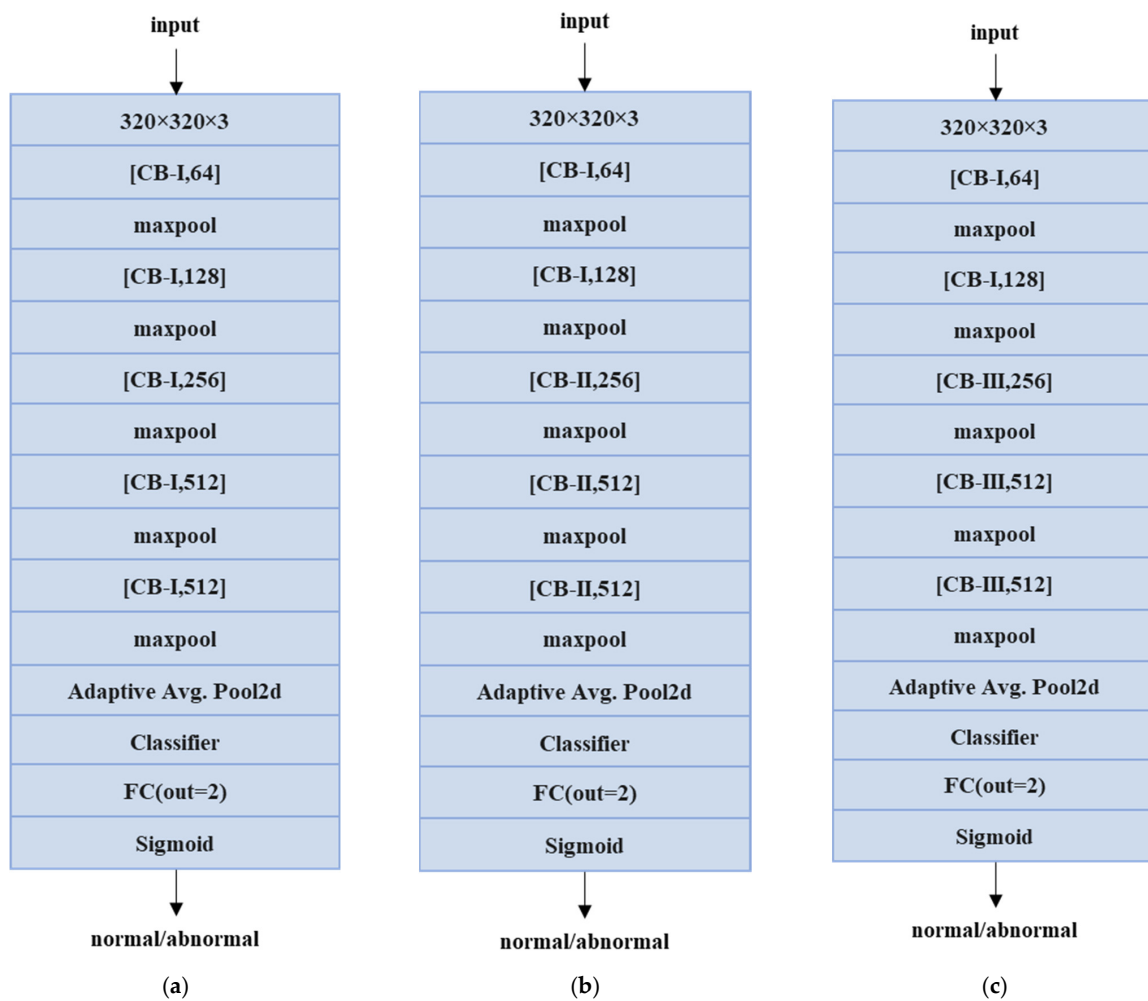 input
320×320×3
[CB-I,64]
maxpool
[CB-I,128]
maxpool
[CB-I,256]
maxpool
[CB-I,512]
maxpool
[CB-I,512]
maxpool
Adaptive Avg. Pool2d
Classifier
FC(out=2)
Sigmoid
normal/abnormal
(a)
input
320×320×3
[CB-I,64]
maxpool
[CB-I,128]
maxpool
[CB-II,256]
maxpool
[CB-II,512]
maxpool
[CB-II,512]
maxpool
Adaptive Avg. Pool2d
Classifier
FC(out=2)
Sigmoid
normal/abnormal
(b)
input
320×320×3
[CB-I,64]
maxpool
[CB-I,128]
maxpool
[CB-III,256]
maxpool
[CB-III,512]
maxpool
[CB-III,512]
maxpool
Adaptive Avg. Pool2d
Classifier
FC(out=2)
Sigmoid
normal/abnormal
(c)